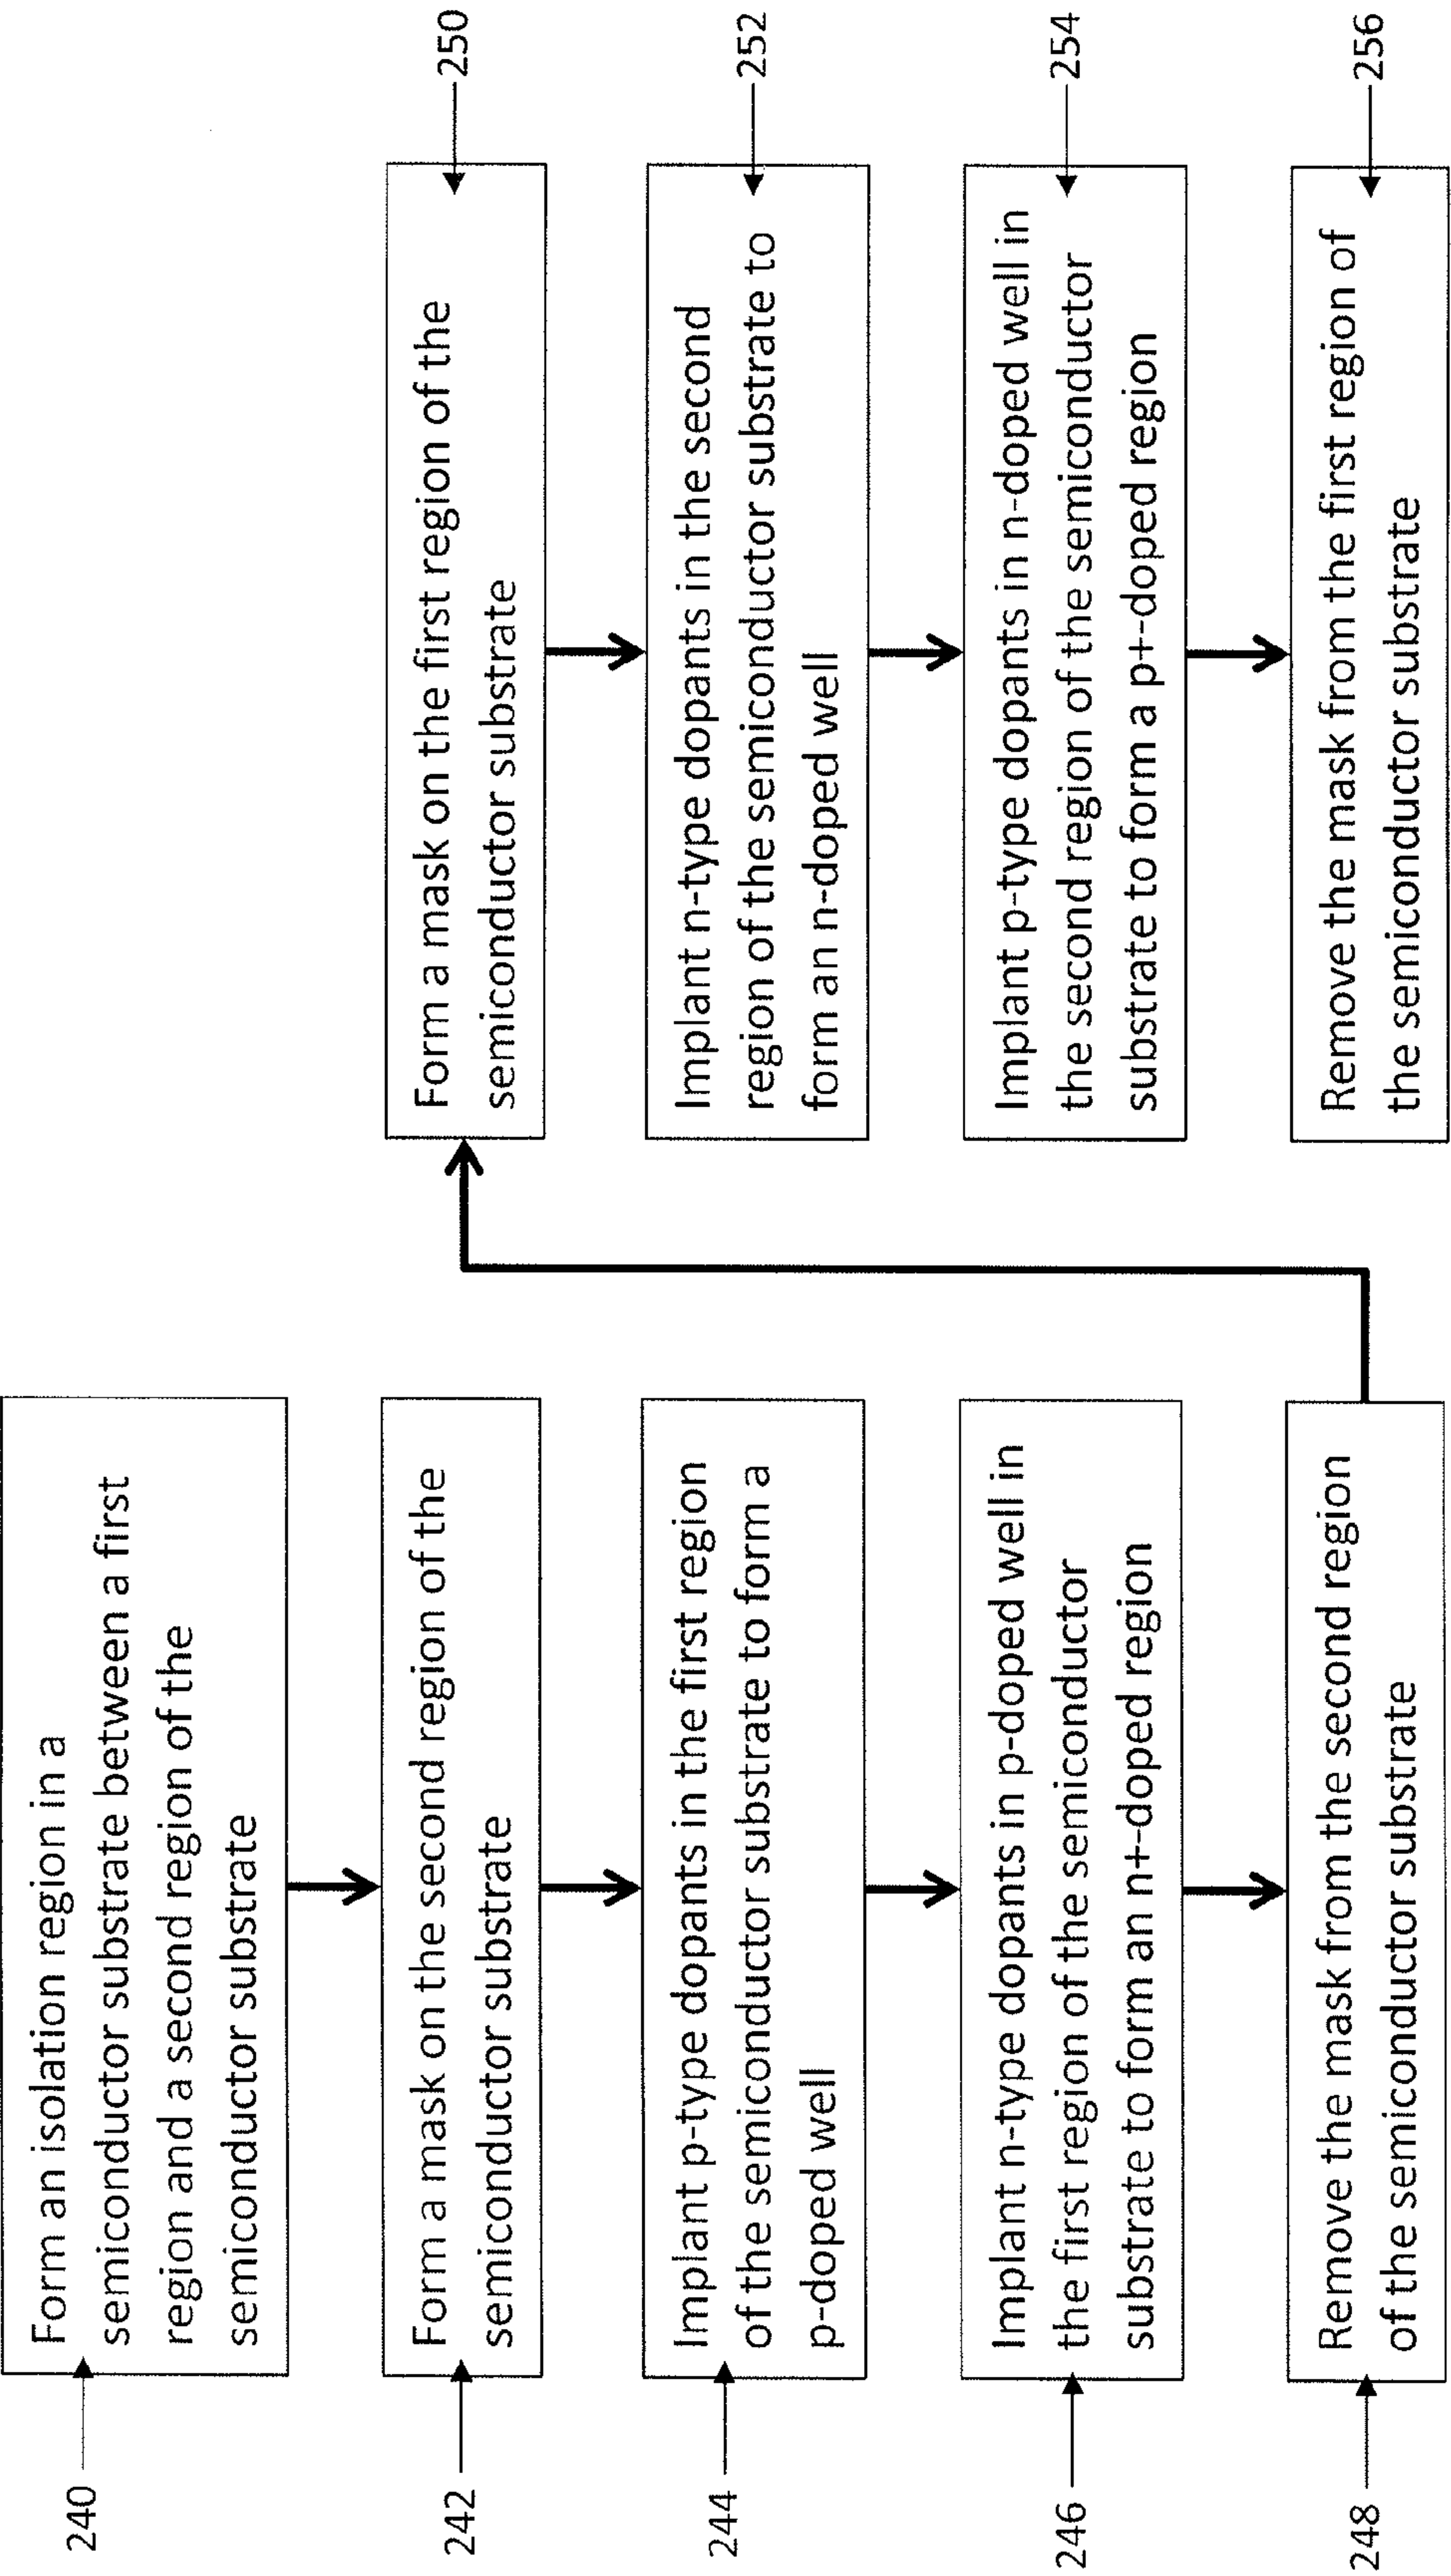 240
Form an isolation region in a
semiconductor substrate between a first
region and a second region of the
semiconductor substrate
242
Form a mask on the second region of the
semiconductor substrate
244
Implant p-type dopants in the first region
of the semiconductor substrate to form a
p-doped well
246
Implant n-type dopants in p-doped well in
the first region of the semiconductor
substrate to form an n+-doped region
248
Remove the mask from the second region
of the semiconductor substrate
250
Form a mask on the first region of the
semiconductor substrate
252
Implant n-type dopants in the second
region of the semiconductor substrate to
form an n-doped well
254
Implant p-type dopants in n-doped well in
the second region of the semiconductor
substrate to form a p+-doped region
256
Remove the mask from the first region of
the semiconductor substrate